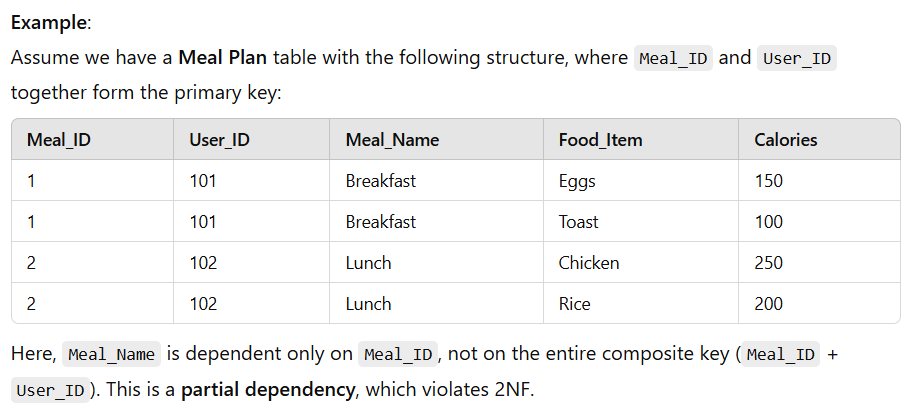 Example:
Assume we have a Meal Plan table with the following structure, where Meal_ID and User_ID
together form the primary key:
Meal_ID User_ID Meal_Name Food_Item Calories
1 101 Breakfast Eggs 150
1 101 Breakfast Toast 100
2 102 Lunch Chicken 250
2 102 Lunch Rice 200
Here, Meal_Name is dependent only on Meal_ID, not on the entire composite key (Meal_ID +
User_ID). This is a partial dependency, which violates 2NF.